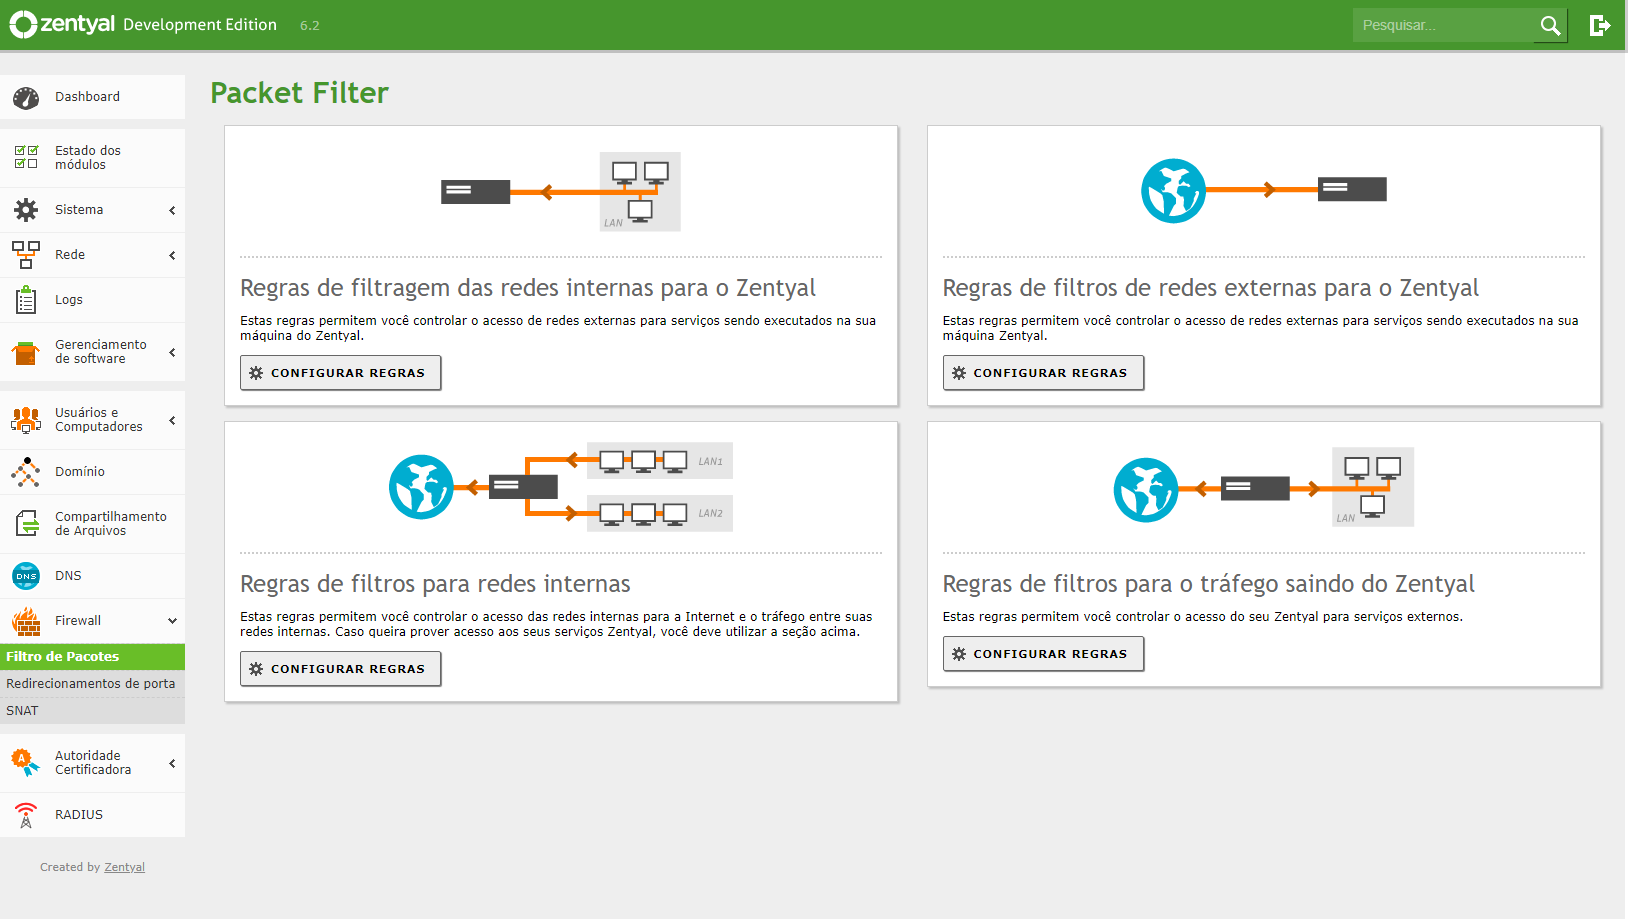 zentyal Development Edition 6.2
Pesquisar...
Dashboard
Estado dos
módulos
Sistema
Rede
Logs
Gerenciamento
de software
Usuários e
Computadores
Domínio
Compartilhamento
de Arquivos
DNS
DNS
Firewall
Filtro de Pacotes
Redirecionamentos de porta
SNAT
A
Autoridade
Certificadora
RADIUS
Created by Zentyal
Packet Filter
LAN
Regras de filtragem das redes internas para o Zentyal
Estas regras permitem você controlar o acesso de redes externas para serviços sendo executados na sua
máquina do Zentyal.
CONFIGURAR REGRAS
Regras de filtros de redes externas para o Zentyal
Estas regras permitem você controlar o acesso de redes externas para serviços sendo executados na sua
máquina Zentyal.
CONFIGURAR REGRAS
LAN1
LAN2
Regras de filtros para redes internas
Estas regras permitem você controlar o acesso das redes internas para a Internet e o tráfego entre suas
redes internas. Caso queira prover acesso aos seus serviços Zentyal, você deve utilizar a seção acima.
CONFIGURAR REGRAS
LAN
Regras de filtros para o tráfego saindo do Zentyal
Estas regras permitem você controlar o acesso do seu Zentyal para serviços externos.
CONFIGURAR REGRAS